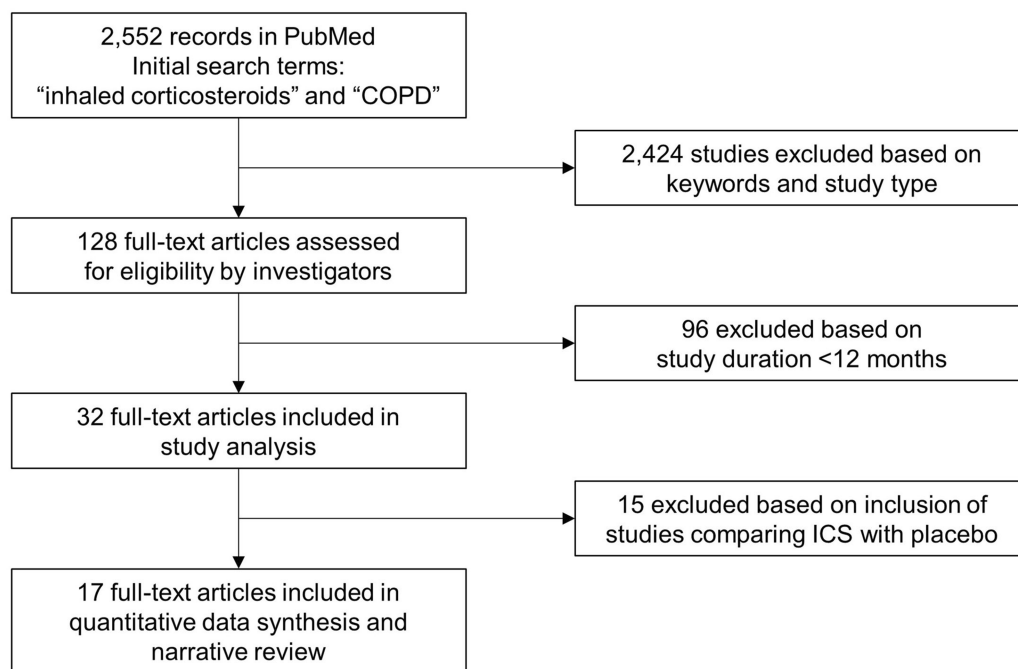 2,552 records in PubMed
Initial search terms:
“inhaled corticosteroids” and “COPD”
2,424 studies excluded based on
keywords and study type
128 full-text articles assessed
for eligibility by investigators
96 excluded based on
study duration <12 months
32 full-text articles included in
study analysis
15 excluded based on inclusion of
studies comparing ICS with placebo
17 full-text articles included in
quantitative data synthesis and
narrative review